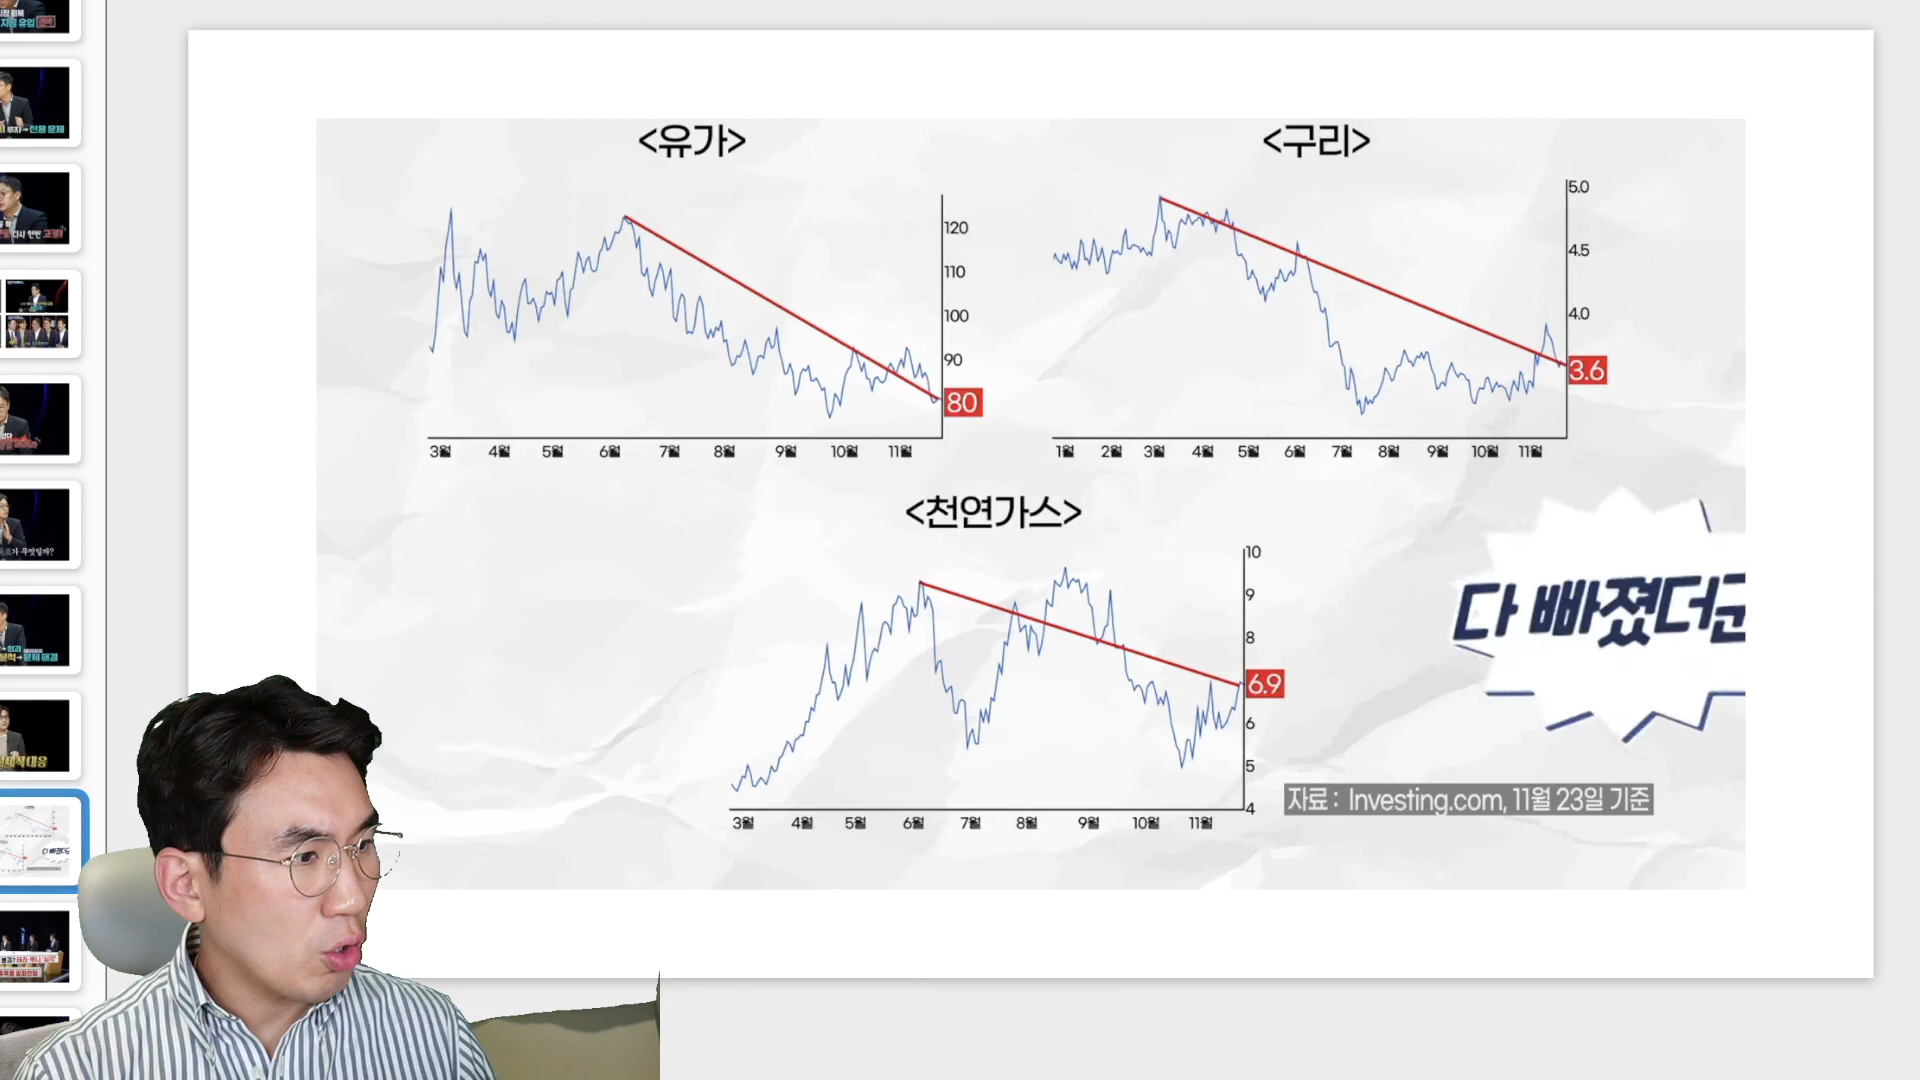 <유가>
120
110
100
90
80
3월 4월 5월 6월 7월 8월 9월 10월 11월
<구리>
5.0
4.5
4.0
3.6
1월 2월 3월 4월 5월 6월 7월 8월 9월 10월 11월
<천연가스>
10
9
8
6.9
6
5
4
3월 4월 5월 6월 7월 8월 9월 10월 11월
다 빠졌더군
자료 : Investing.com, 11월 23일 기준